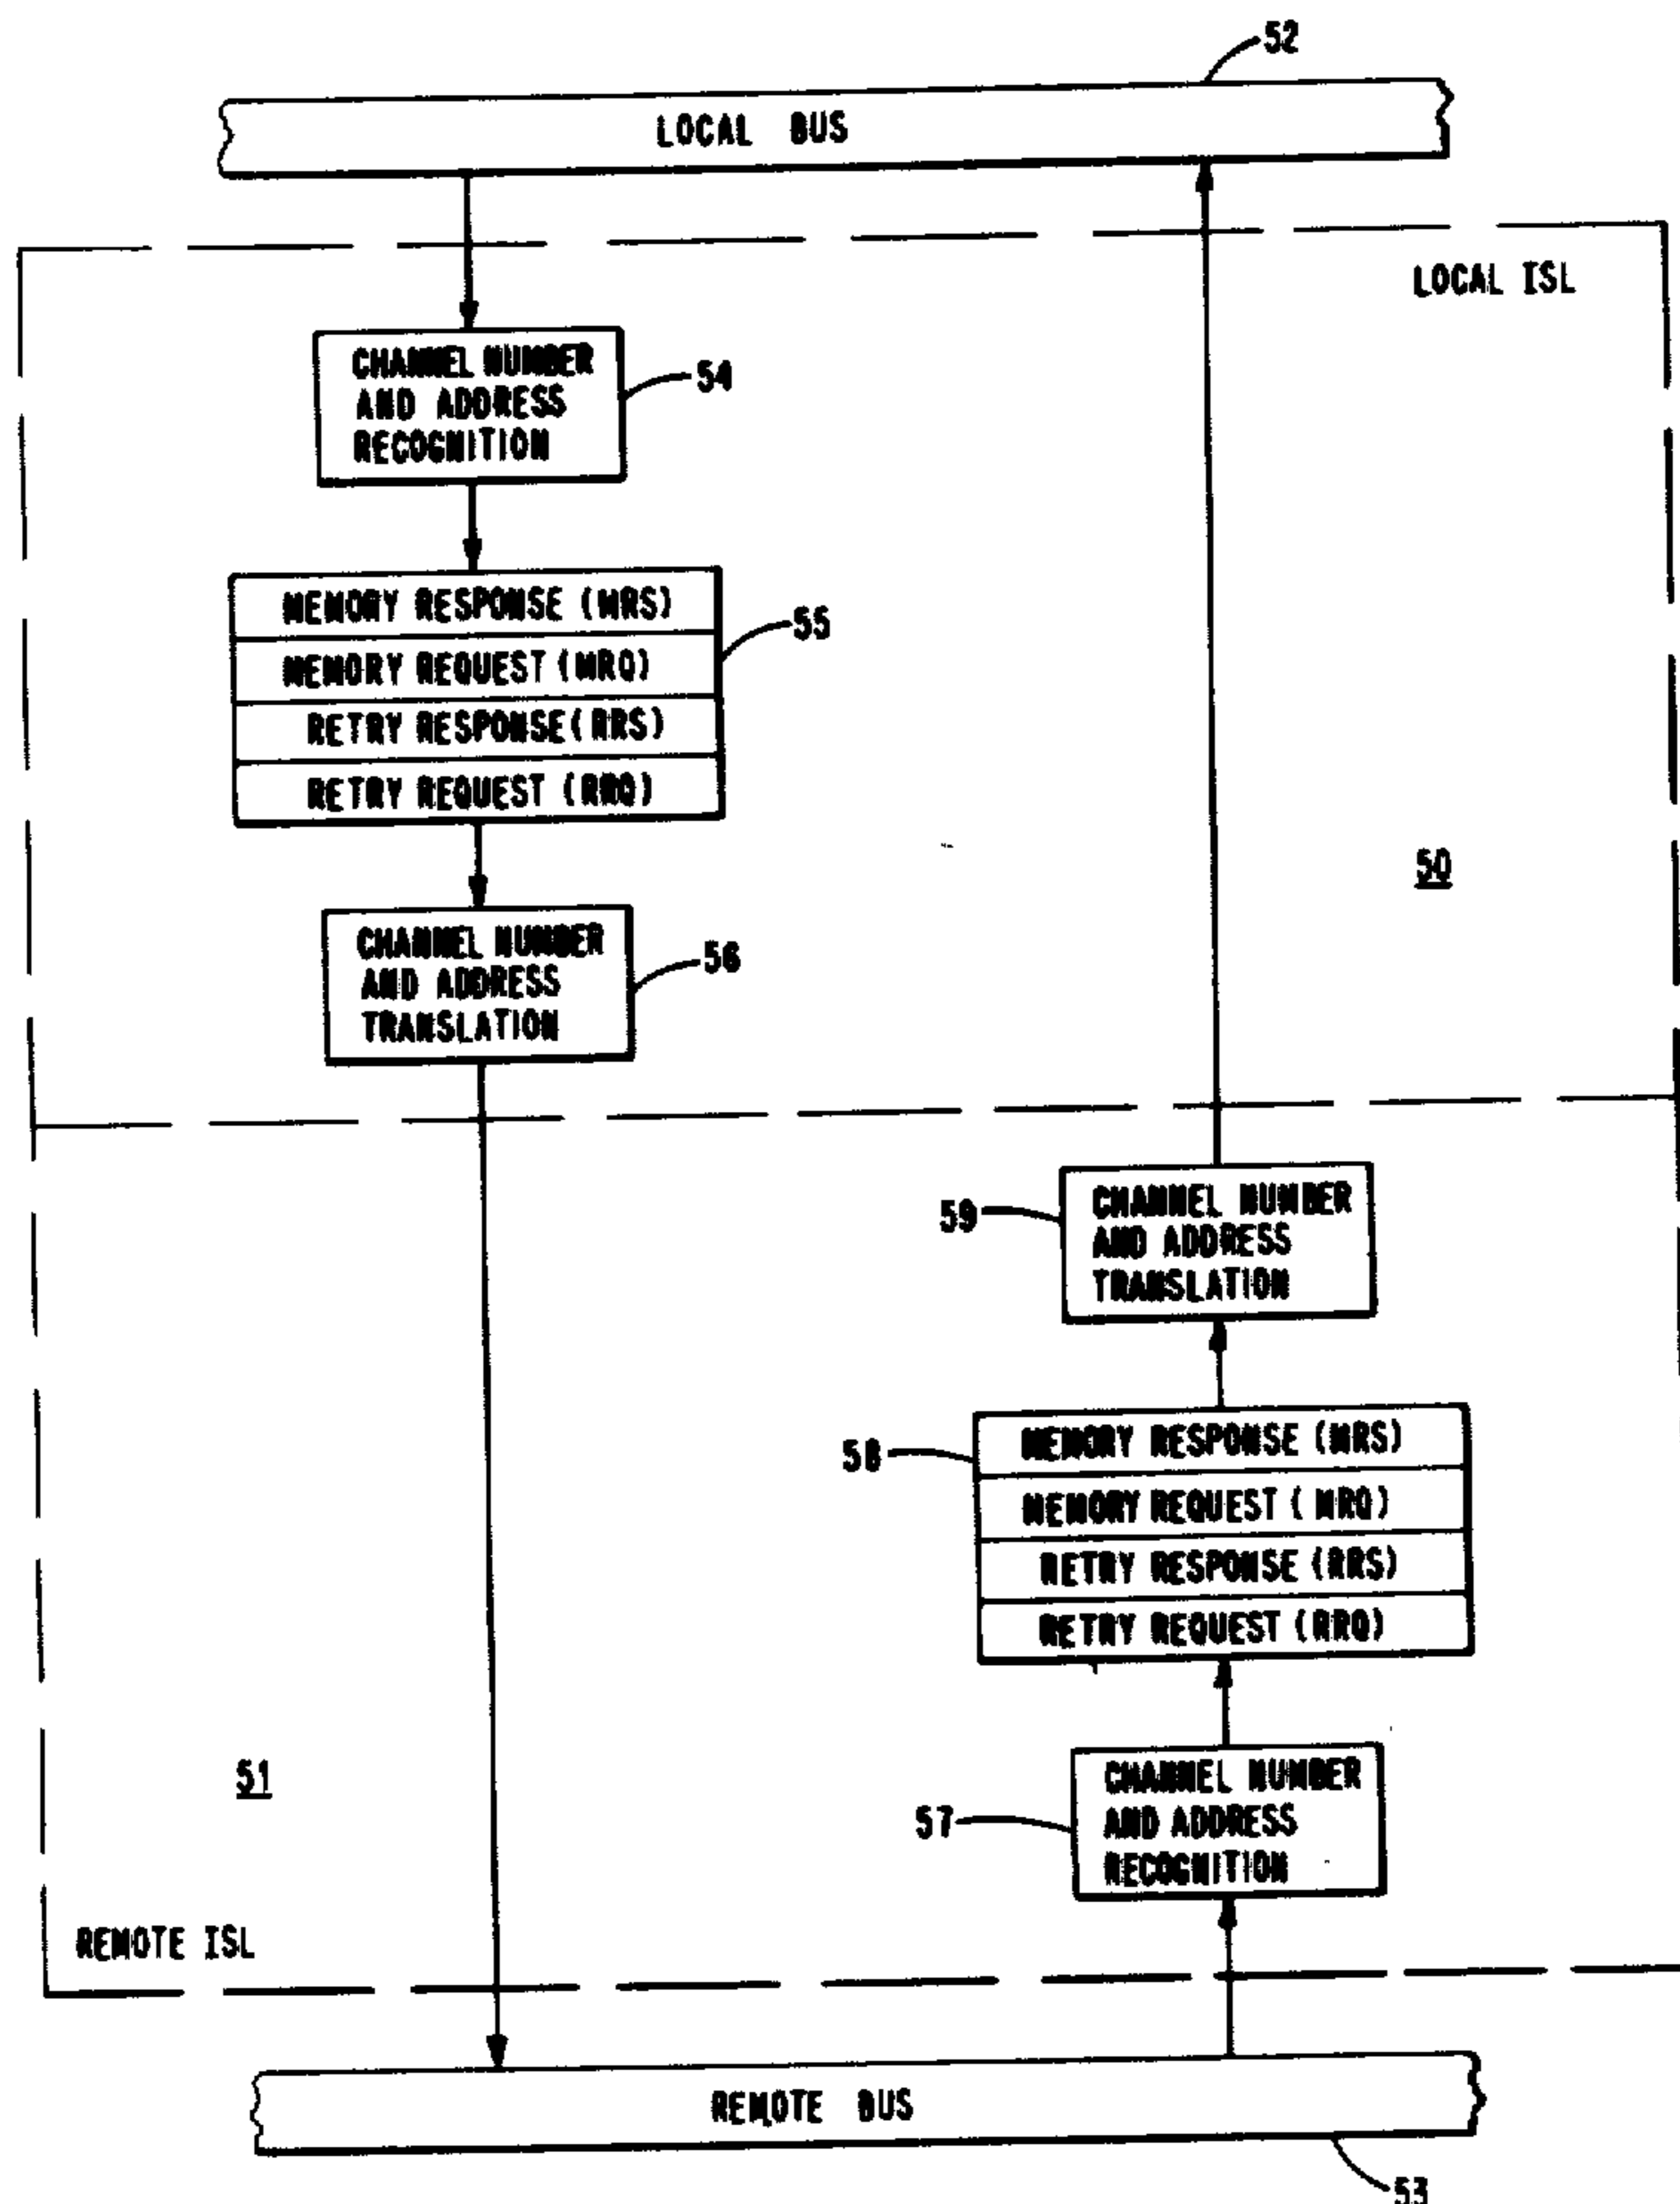 52
LOCAL BUS
LOCAL ISL
CHANNEL NUMBER
AND ADDRESS
RECOGNITION
54
MEMORY RESPONSE (MRS)
MEMORY REQUEST (MRQ)
RETRY RESPONSE (RRS)
RETRY REQUEST (RRQ)
55
50
CHANNEL NUMBER
AND ADDRESS
TRANSLATION
56
59
CHANNEL NUMBER
AND ADDRESS
TRANSLATION
58
MEMORY RESPONSE (MRS)
MEMORY REQUEST (MRQ)
RETRY RESPONSE (RRS)
RETRY REQUEST (RRQ)
51
57
CHANNEL NUMBER
AND ADDRESS
RECOGNITION
REMOTE ISL
REMOTE BUS
53